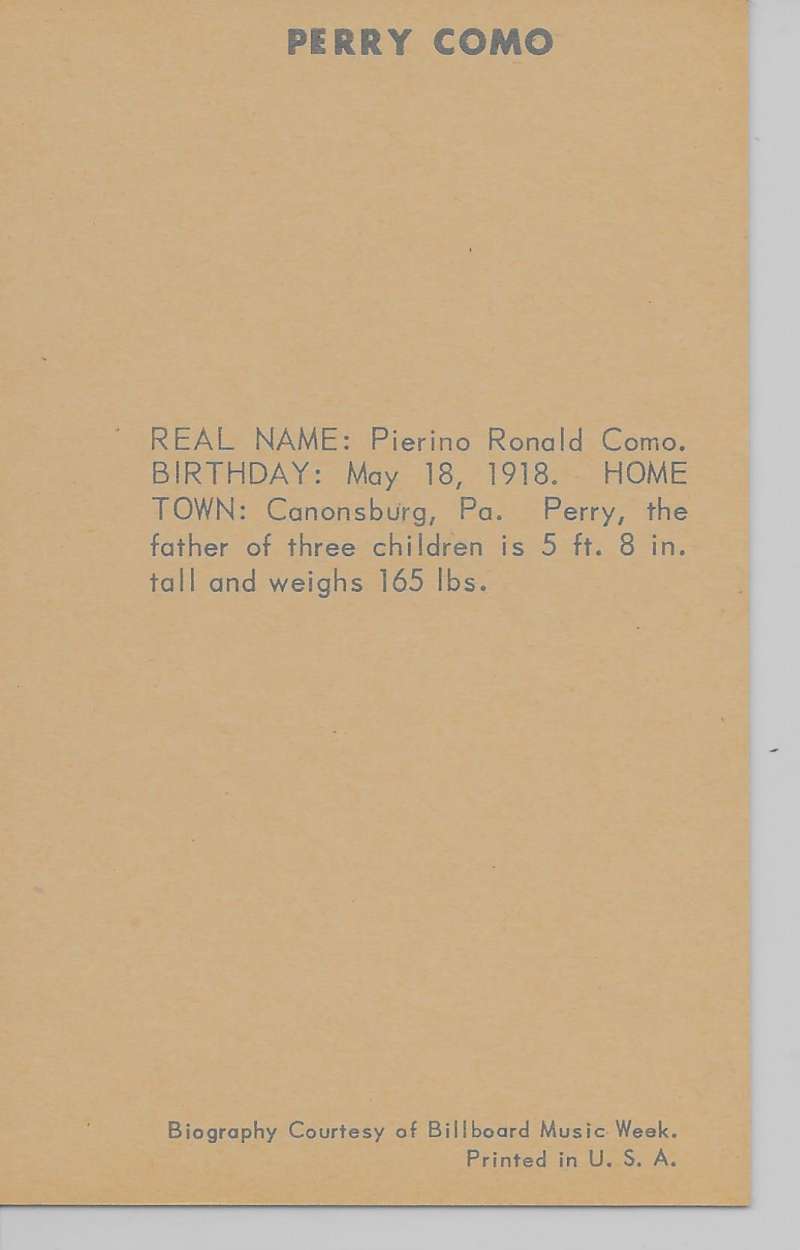 PERRY COMO
REAL NAME: Pierino Ronald Como.
BIRTHDAY: May 18, 1918. HOME
TOWN: Canonsburg, Pa. Perry, the
father of three children is 5 ft. 8 in.
tall and weighs 165 lbs.
Biography Courtesy of Billboard Music Week.
Printed in U. S. A.